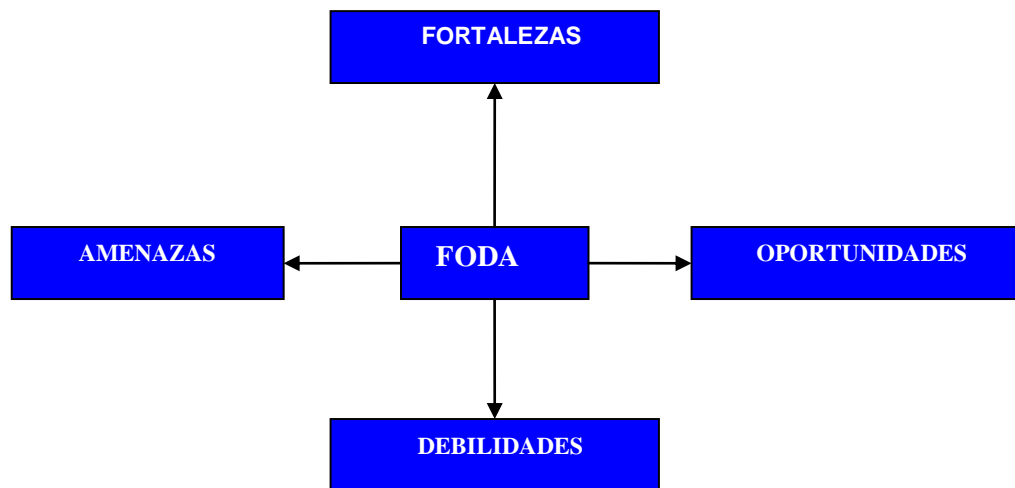 FORTALEZAS
AMENAZAS
FODA
OPORTUNIDADES
DEBILIDADES